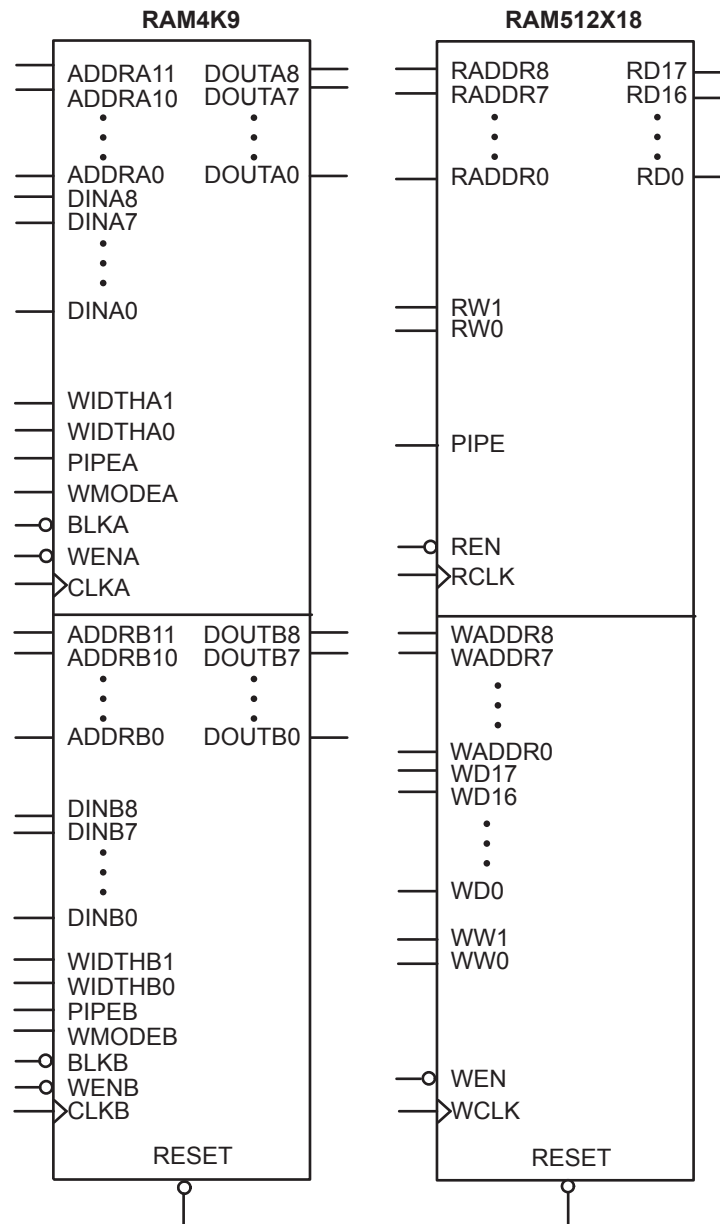 RAM4K9
ADDRA11 DOUTA8
ADDRA10 DOUTA7
ADDRA0 DOUTA0
DINA8
DINA7
DINA0
WIDTHA1
WIDTHA0
PIPEA
WMODEA
BLKA
WENA
CLKA
ADDRB11 DOUTB8
ADDRB10 DOUTB7
ADDRB0 DOUTB0
DINB8
DINB7
DINB0
WIDTHB1
WIDTHB0
PIPEB
WMODEB
BLKB
WENB
CLKB
RESET
RAM512X18
RADDR8 RD17
RADDR7 RD16
RADDR0 RD0
RW1
RW0
PIPE
REN
RCLK
WADDR8
WADDR7
WADDR0
WD17
WD16
WD0
WW1
WW0
WEN
WCLK
RESET